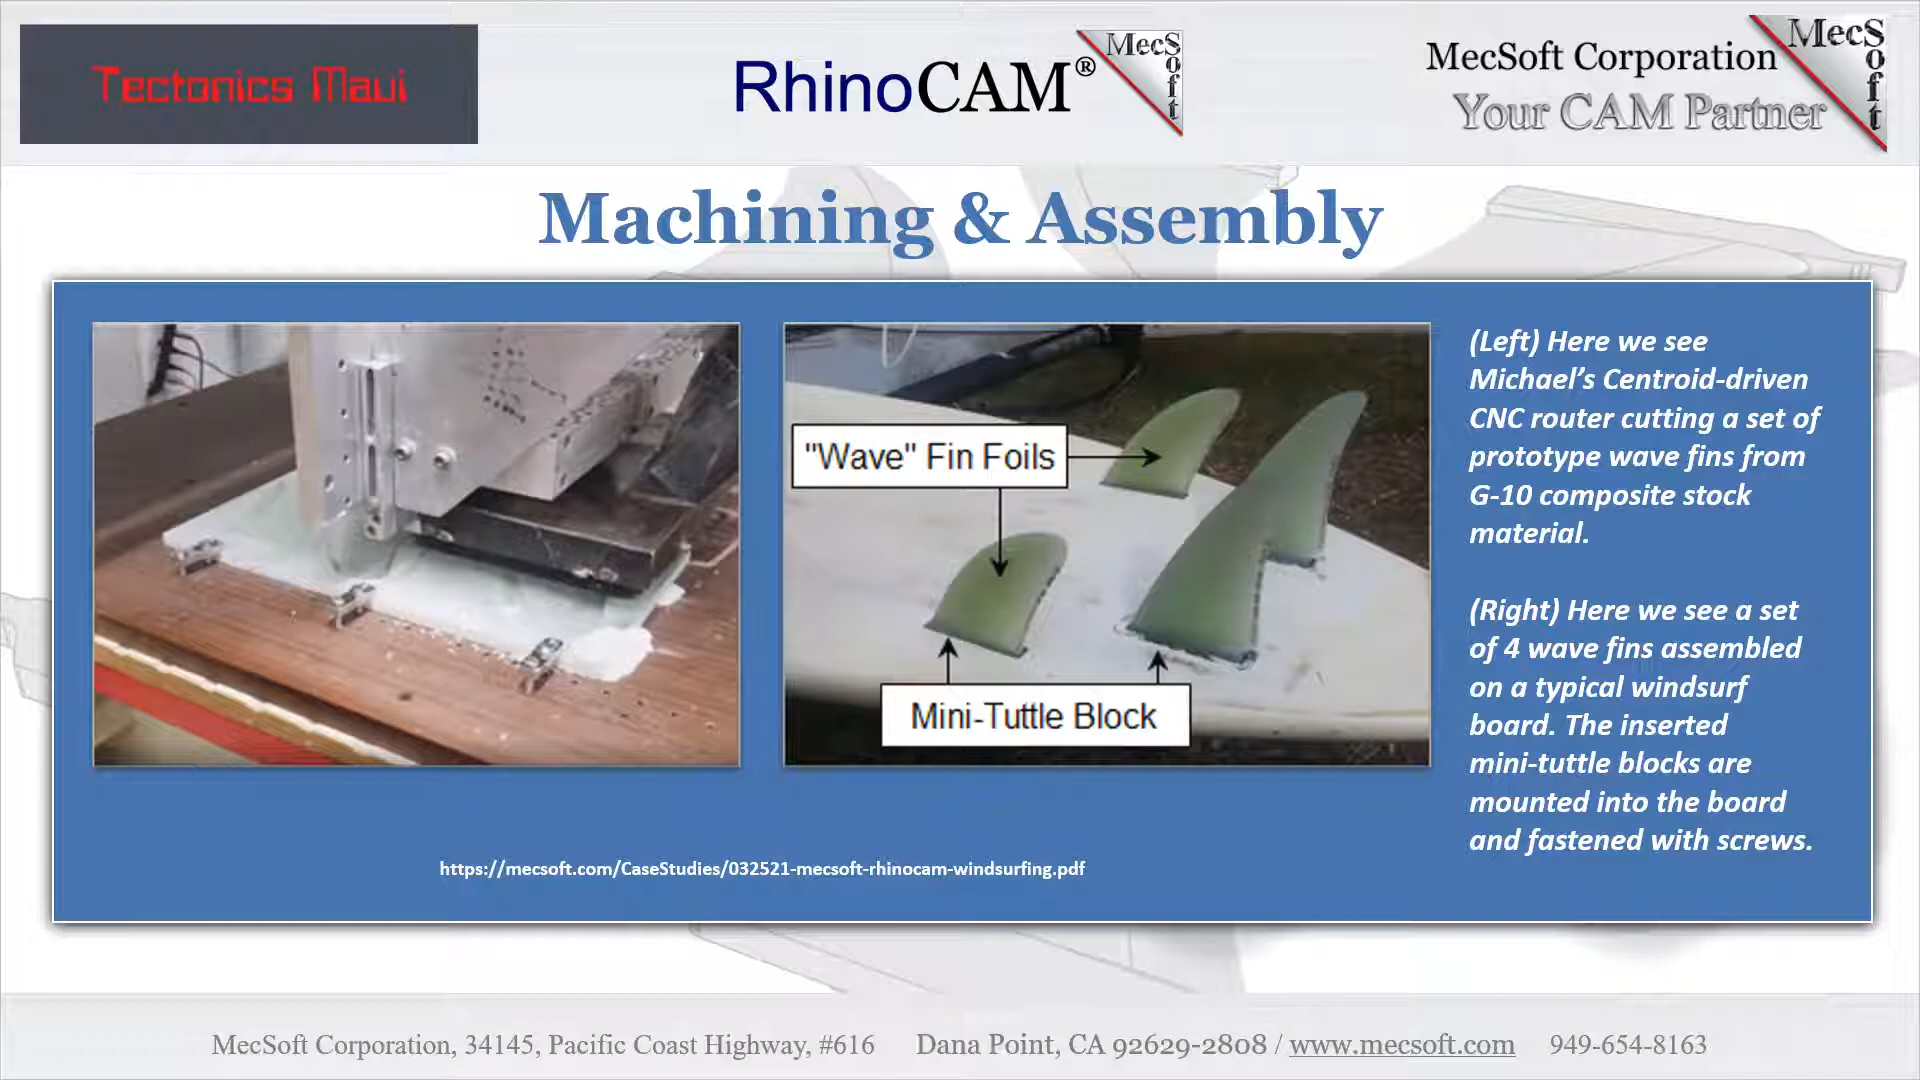 Tectonics Maui
RhinoCAM®
MecSoft
MecSoft Corporation
Your CAM Partner
MecSoft
Machining & Assembly
"Wave" Fin Foils
Mini-Tuttle Block
(Left) Here we see
Michael’s Centroid-driven
CNC router cutting a set of
prototype wave fins from
G-10 composite stock
material.
(Right) Here we see a set
of 4 wave fins assembled
on a typical windsurf
board. The inserted
mini-tuttle blocks are
mounted into the board
and fastened with screws.
https://mecsoft.com/CaseStudies/032521-mecsoft-rhinocam-windsurfing.pdf
MecSoft Corporation, 34145, Pacific Coast Highway, #616 Dana Point, CA 92629-2808 / www.mecsoft.com 949-654-8163